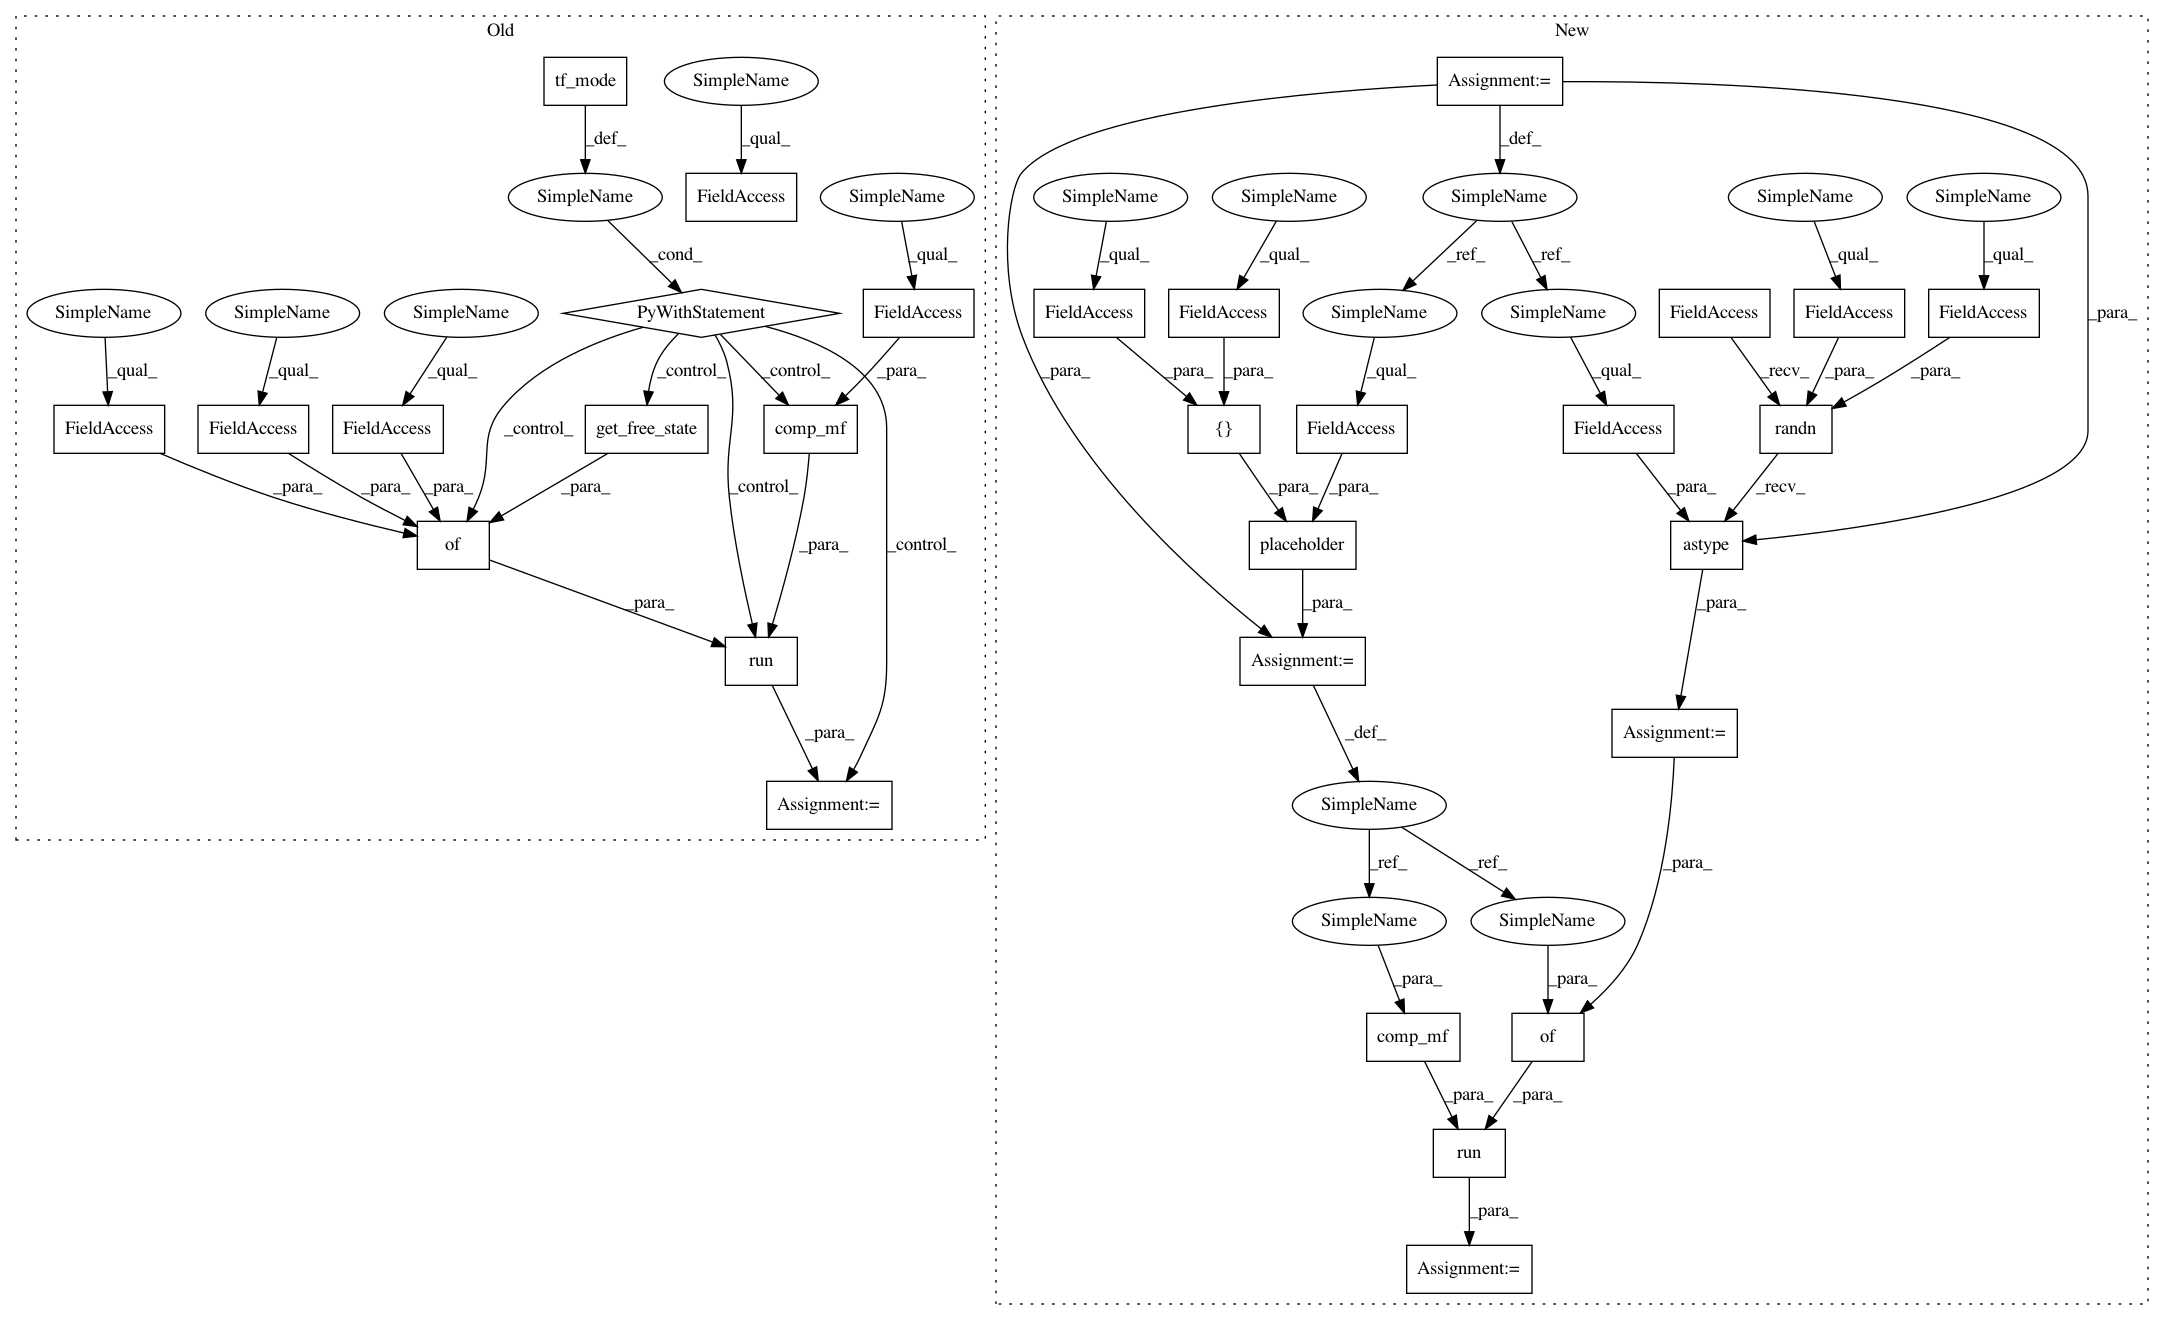 Old
New
tf_mode
SimpleName
Assignment:=
_def_
_qual_
_def_
SimpleName
FieldAccess
SimpleName
SimpleName
SimpleName
SimpleName
SimpleName
SimpleName
_cond_
_qual_
_qual_
_qual_
_ref_
_ref_
_qual_
_qual_
SimpleName
SimpleName
SimpleName
PyWithStatement
FieldAccess
FieldAccess
FieldAccess
SimpleName
SimpleName
FieldAccess
FieldAccess
FieldAccess
_para_
_qual_
_qual_
_qual_
_control_
_control_
_para_
_para_
_para_
_para_
_qual_
_qual_
_recv_
_para_
_para_
FieldAccess
FieldAccess
FieldAccess
_control_
get_free_state
comp_mf
{}
FieldAccess
FieldAccess
randn
_para_
_para_
_para_
_para_
_control_
_para_
_para_
_para_
_recv_
of
_para_
_control_
placeholder
astype
_para_
_para_
_para_
run
Assignment:=
_para_
_def_
Assignment:=
Assignment:=
SimpleName
_ref_
_ref_
_para_
SimpleName
SimpleName
_para_
_para_
comp_mf
of
_para_
_para_
run
_para_
Assignment:=